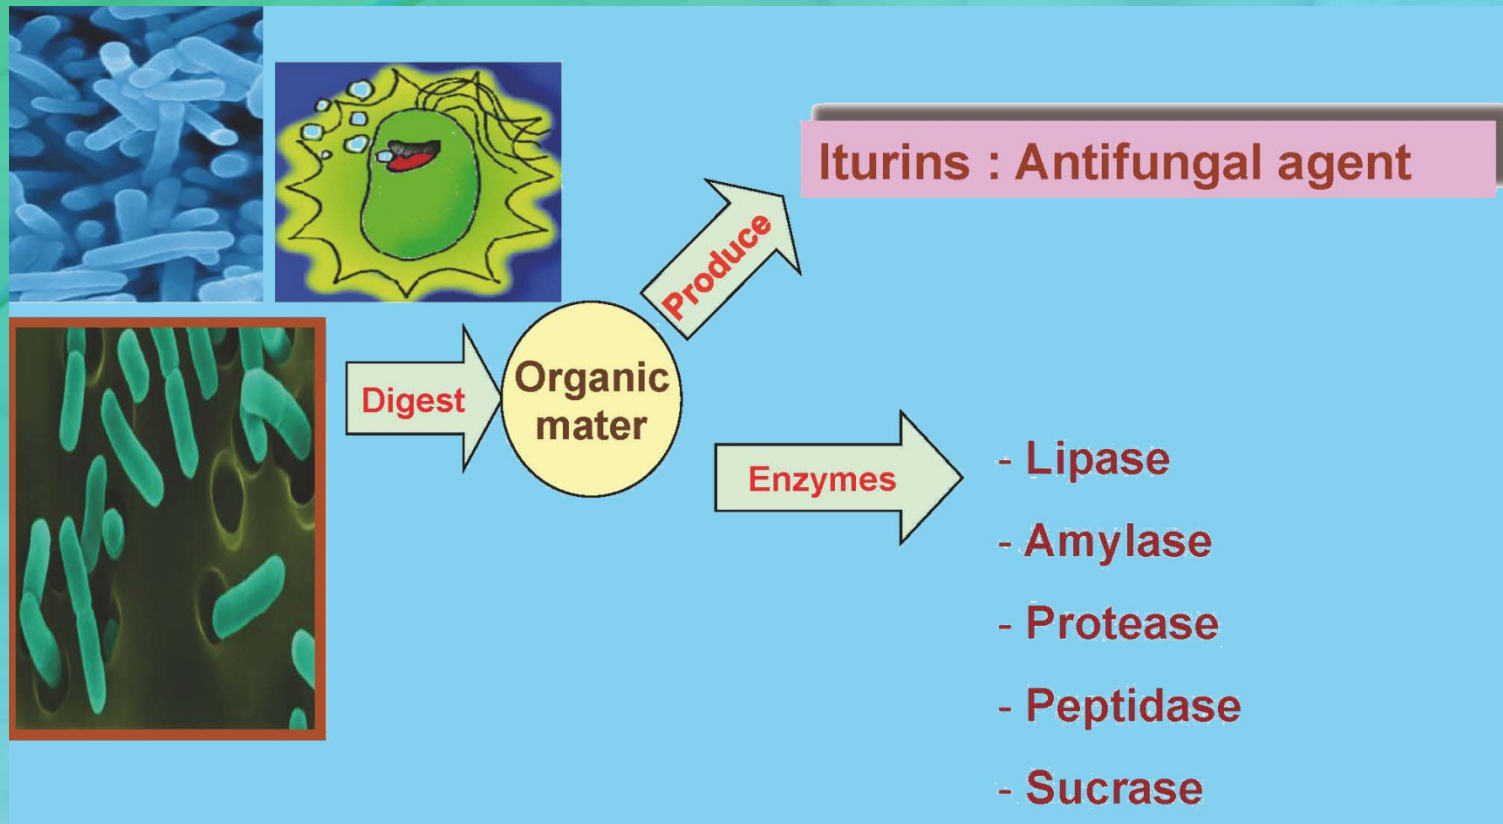 Iturins : Antifungal agent
Produce
Digest
Organic
mater
Enzymes
- Lipase
- Amylase
- Protease
- Peptidase
- Sucrase